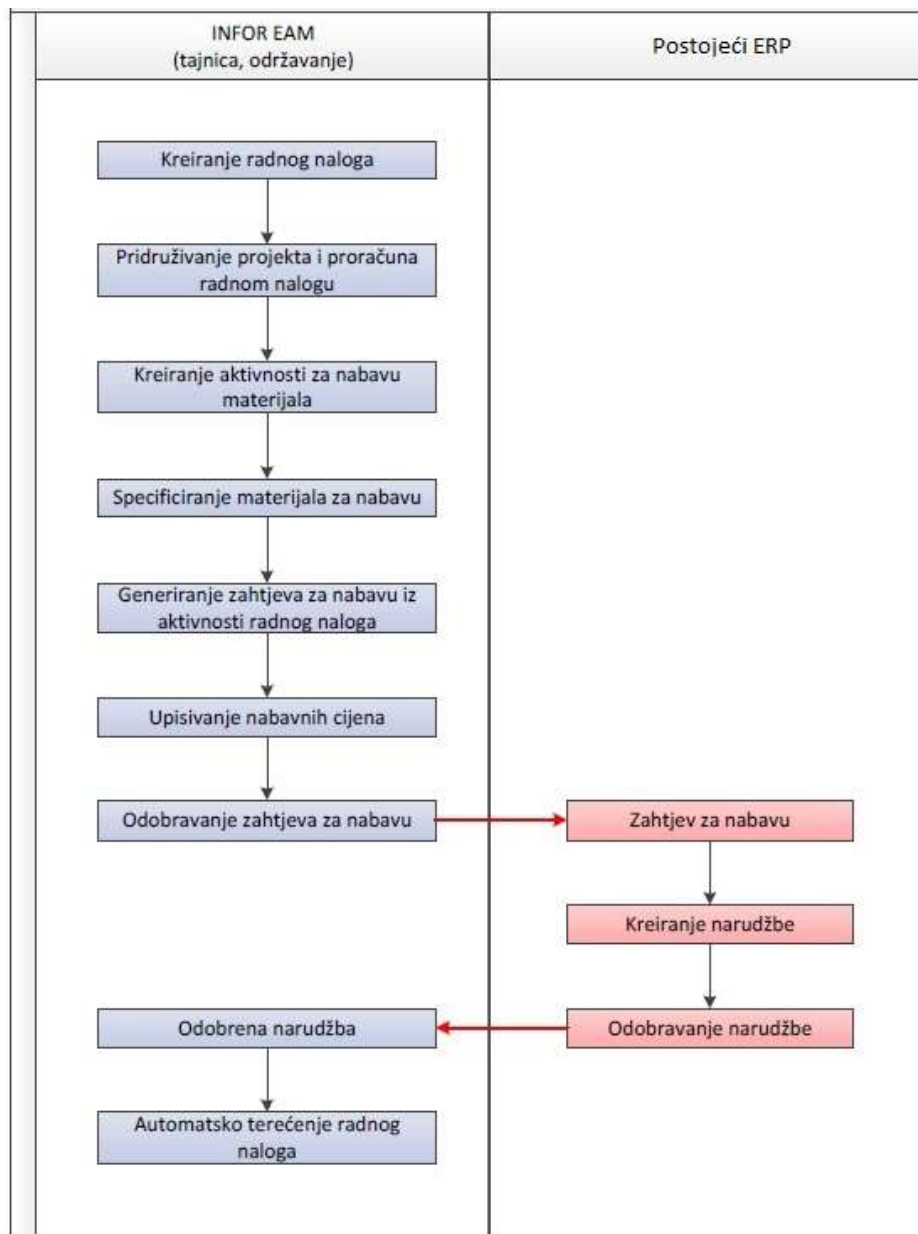 INFOR EAM
(tajnica, održavanje)
Postojeći ERP
Kreiranje radnog naloga
Pridruživanje projekta i proračuna
radnom nalogu
Kreiranje aktivnosti za nabavu
materijala
Specificiranje materijala za nabavu
Generiranje zahtjeva za nabavu iz
aktivnosti radnog naloga
Upisivanje nabavnih cijena
Odobravanje zahtjeva za nabavu
Zahtjev za nabavu
Kreiranje narudžbe
Odobravanje narudžbe
Odobrena narudžba
Automatsko terećenje radnog
naloga